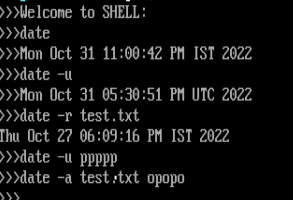 >>>Welcome to SHELL:
>>>date
>>>Mon Oct 31 11:00:42 PM IST 2022
>>>date -u
>>>Mon Oct 31 05:30:51 PM UTC 2022
>>>date -r test.txt
Thu Oct 27 06:09:16 PM IST 2022
>>>date -u ppppp
>>>date -a test.txt opopo
>>>